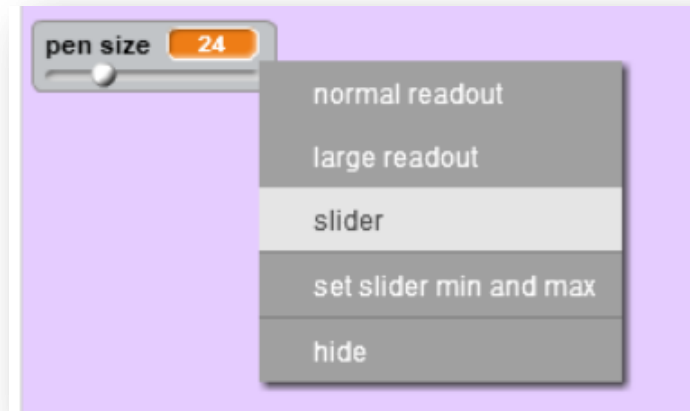 pen size 24
normal readout
large readout
slider
set slider min and max
hide